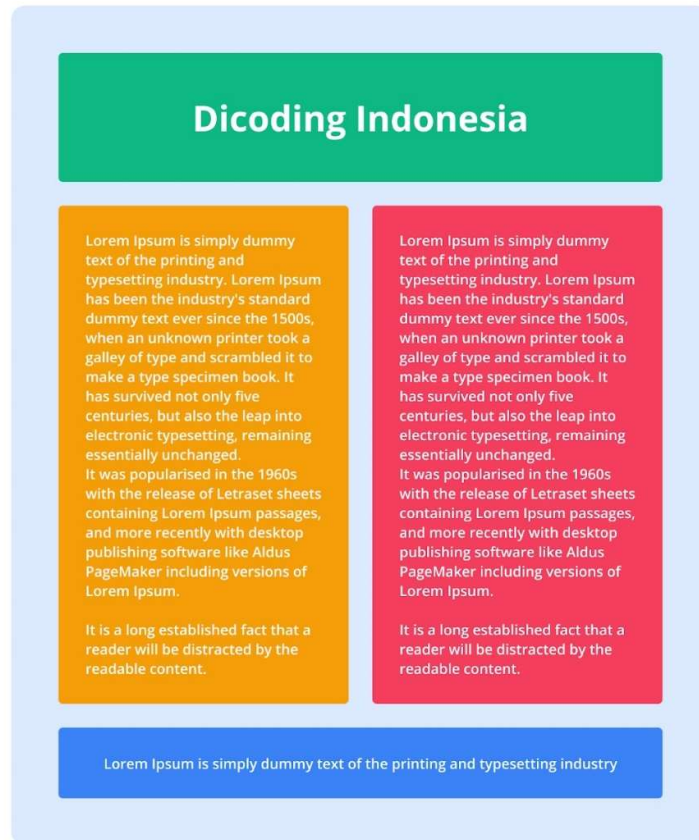 Dicoding Indonesia
Lorem Ipsum is simply dummy
text of the printing and
typesetting industry. Lorem Ipsum
has been the industry's standard
dummy text ever since the 1500s,
when an unknown printer took a
galley of type and scrambled it to
make a type specimen book. It
has survived not only five
centuries, but also the leap into
electronic typesetting, remaining
essentially unchanged.
It was popularised in the 1960s
with the release of Letraset sheets
containing Lorem Ipsum passages,
and more recently with desktop
publishing software like Aldus
PageMaker including versions of
Lorem Ipsum.
It is a long established fact that a
reader will be distracted by the
readable content.
Lorem Ipsum is simply dummy
text of the printing and
typesetting industry. Lorem Ipsum
has been the industry's standard
dummy text ever since the 1500s,
when an unknown printer took a
galley of type and scrambled it to
make a type specimen book. It
has survived not only five
centuries, but also the leap into
electronic typesetting, remaining
essentially unchanged.
It was popularised in the 1960s
with the release of Letraset sheets
containing Lorem Ipsum passages,
and more recently with desktop
publishing software like Aldus
PageMaker including versions of
Lorem Ipsum.
It is a long established fact that a
reader will be distracted by the
readable content.
Lorem Ipsum is simply dummy text of the printing and typesetting industry